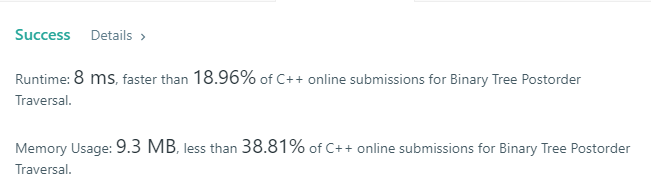 Success Details >
Runtime: 8 ms, faster than 18.96% of C++ online submissions for Binary Tree Postorder
Traversal.
Memory Usage: 9.3 MB, less than 38.81% of C++ online submissions for Binary Tree Postorder
Traversal.